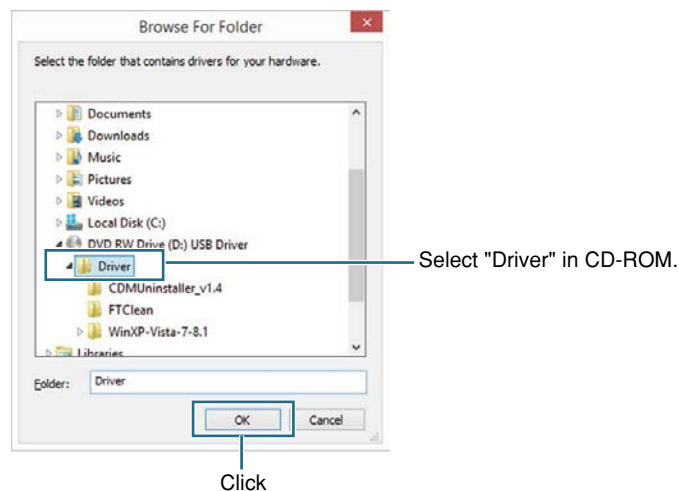 Browse For Folder
Select the folder that contains drivers for your hardware.
Documents
Downloads
Music
Pictures
Videos
Local Disk (C:)
DVD RW Drive (D:) USB Driver
Driver
Select "Driver" in CD-ROM.
CDMUninstaller_v1.4
FTClean
WinXP-Vista-7-8.1
Libraries
Folder: Driver
OK Cancel
Click